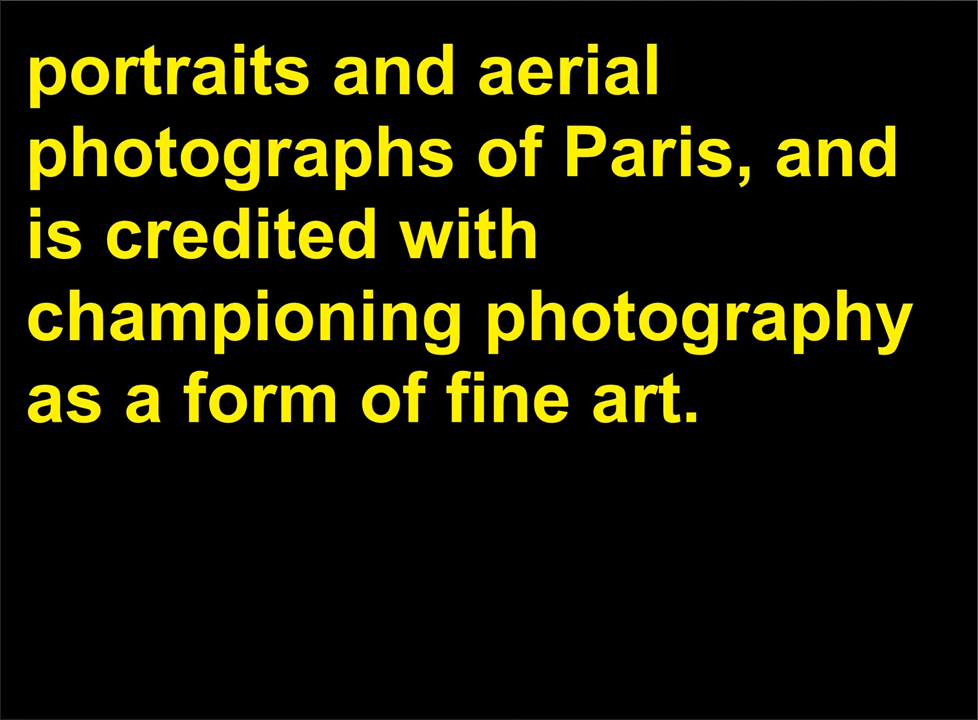 portraits and aerial
photographs of Paris, and
is credited with
championing photography
as a form of fine art.